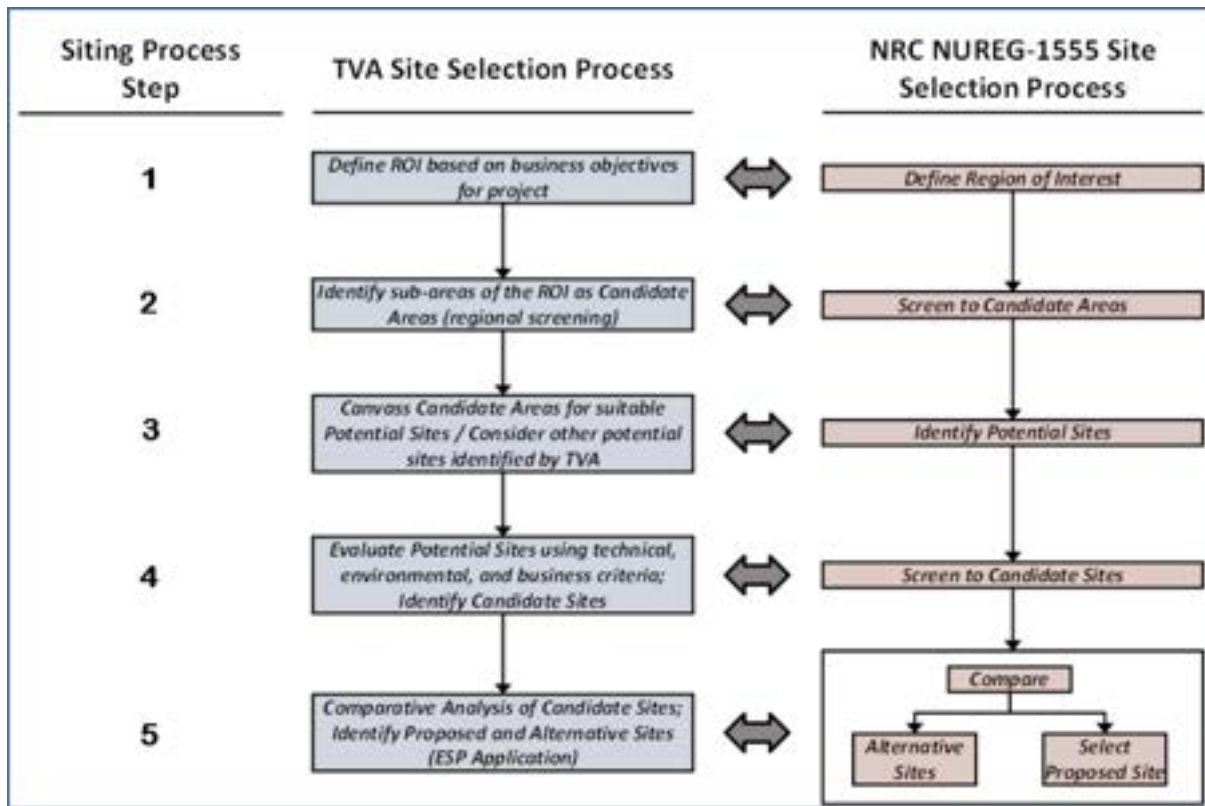 Siting Process
Step
TVA Site Selection Process
NRC NUREG-1555 Site
Selection Process
1
Define ROI based on business objectives
for project
Define Region of Interest
2
Identify sub-areas of the ROI as Candidate
Areas (regional screening)
Screen to Candidate Areas
3
Canvass Candidate Areas for suitable
Potential Sites / Consider other potential
sites identified by TVA
Identify Potential Sites
4
Evaluate Potential Sites using technical,
environmental, and business criteria;
Identify Candidate Sites
Screen to Candidate Sites
5
Comparative Analysis of Candidate Sites;
Identify Proposed and Alternative Sites
(ESP Application)
Compare
Alternative
Sites
Select
Proposed Site